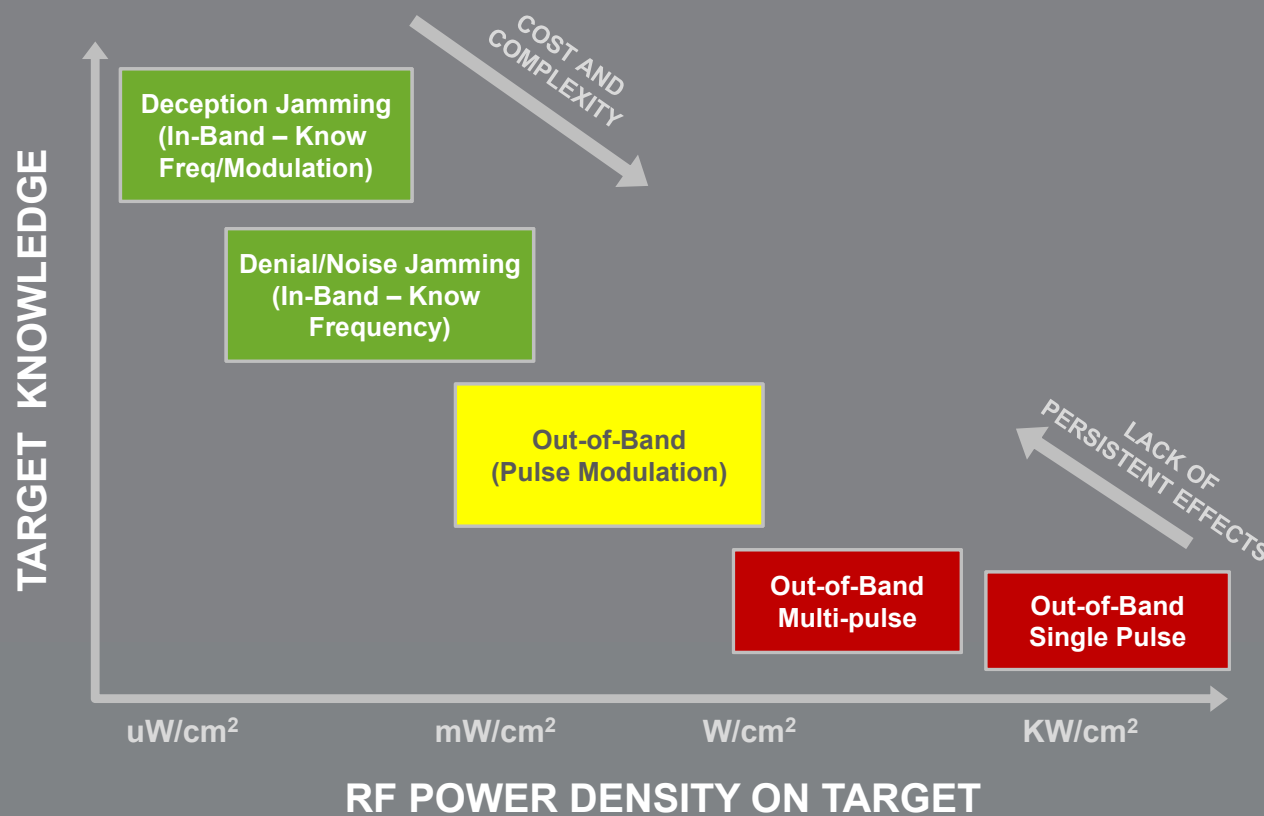 COST AND
COMPLEXITY
TARGET KNOWLEDGE
Deception Jamming
(In-Band – Know
Freq/Modulation)
Denial/Noise Jamming
(In-Band – Know
Frequency)
Out-of-Band
(Pulse Modulation)
LACK OF
PERSISTENT EFFECTS
Out-of-Band
Multi-pulse
Out-of-Band
Single Pulse
uW/cm²
mW/cm²
W/cm²
KW/cm²
RF POWER DENSITY ON TARGET